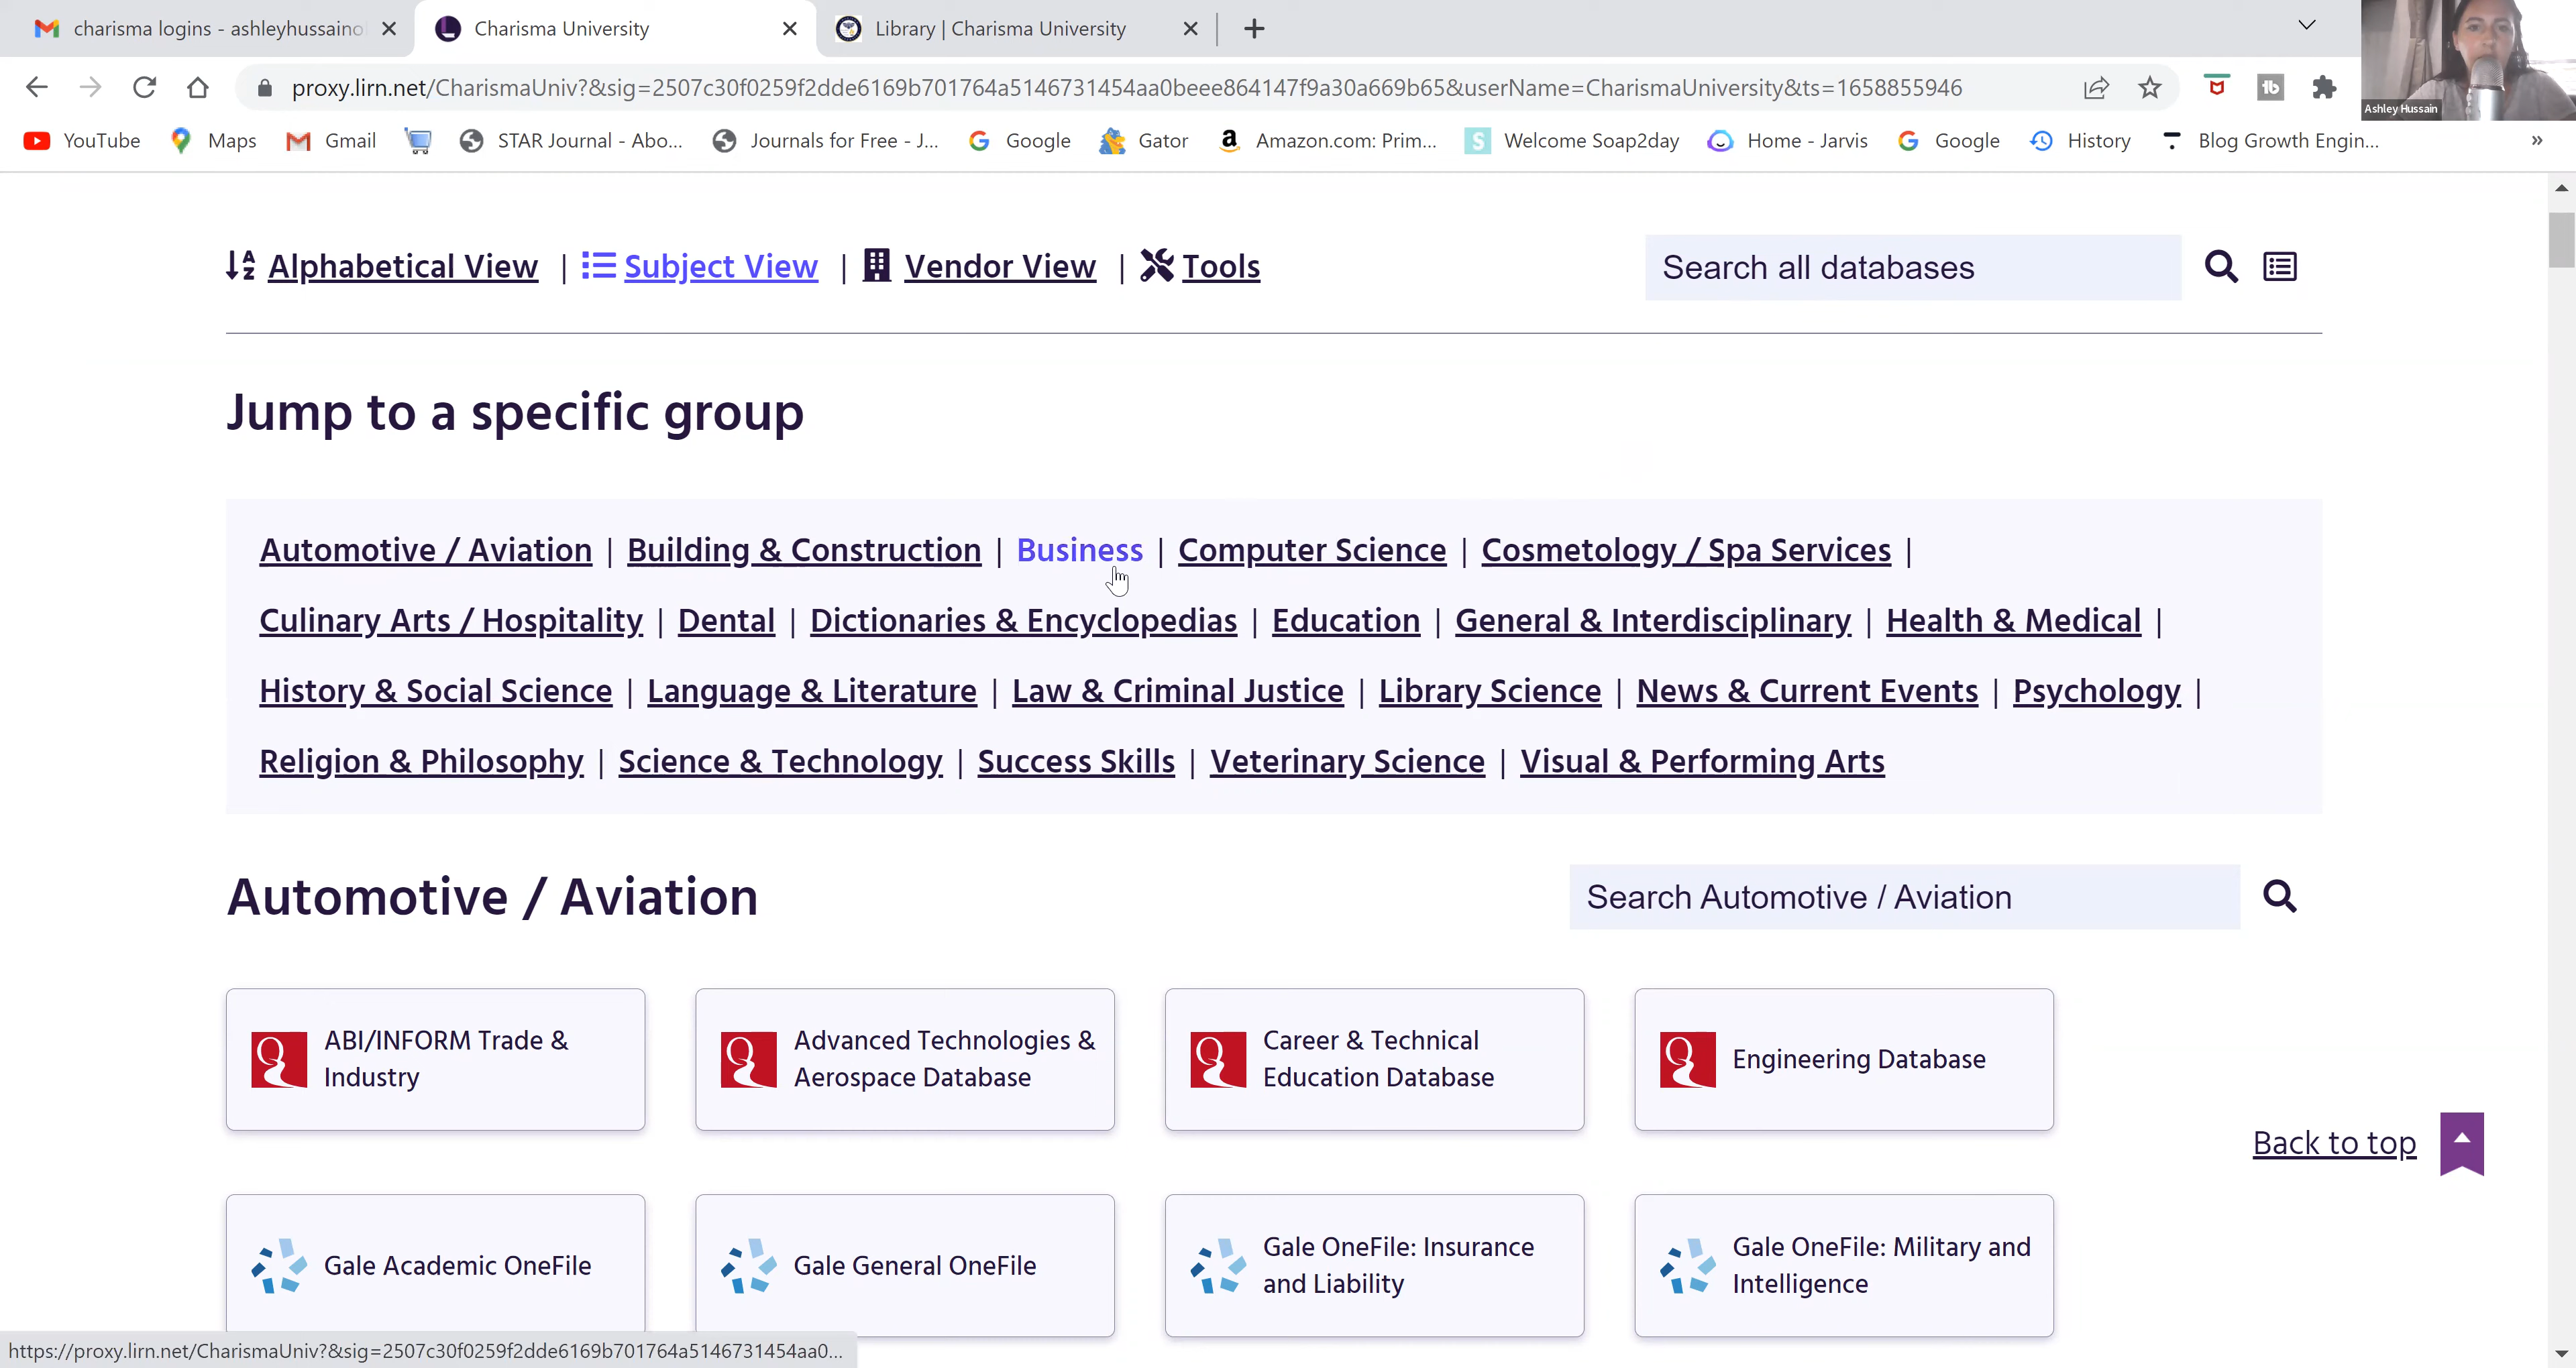 charisma logins - ashleyhussaino
Charisma University
Library | Charisma University
proxy.lirn.net/CharismaUniv?&sig=2507c30f0259f2dde6169b701764a5146731454aa0beee864147f9a30a669b65&userName=CharismaUniversity&ts=1658855946
Ashley Hussain
YouTube Maps Gmail STAR Journal - Abo... Journals for Free - J... Google Gator Amazon.com: Prim... Welcome Soap2day Home - Jarvis Google History Blog Growth Engin... »
Alphabetical View | Subject View | Vendor View | Tools
Search all databases
Jump to a specific group
Automotive / Aviation | Building & Construction | Business | Computer Science | Cosmetology / Spa Services |
Culinary Arts / Hospitality | Dental | Dictionaries & Encyclopedias | Education | General & Interdisciplinary | Health & Medical |
History & Social Science | Language & Literature | Law & Criminal Justice | Library Science | News & Current Events | Psychology |
Religion & Philosophy | Science & Technology | Success Skills | Veterinary Science | Visual & Performing Arts
Automotive / Aviation
Search Automotive / Aviation
ABI/INFORM Trade &
Industry
Advanced Technologies &
Aerospace Database
Career & Technical
Education Database
Engineering Database
Back to top
Gale Academic OneFile
Gale General OneFile
Gale OneFile: Insurance
and Liability
Gale OneFile: Military and
Intelligence
https://proxy.lirn.net/CharismaUniv?&sig=2507c30f0259f2dde6169b701764a5146731454aa0...